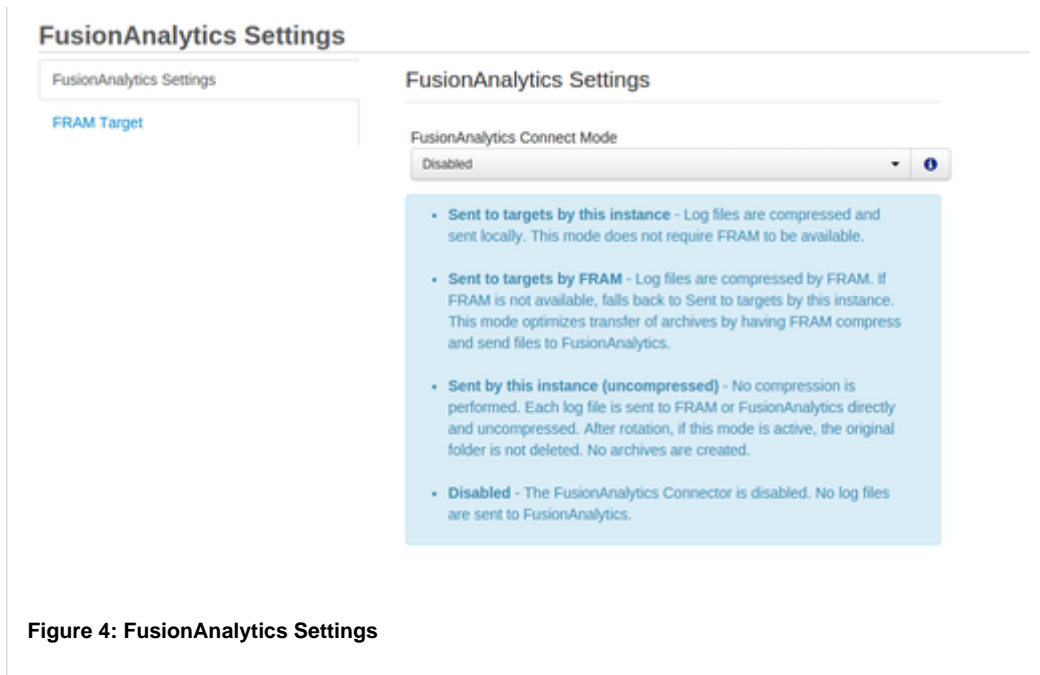 FusionAnalytics Settings
FusionAnalytics Settings
FRAM Target
FusionAnalytics Settings
FusionAnalytics Connect Mode
Disabled
• Sent to targets by this instance - Log files are compressed and
sent locally. This mode does not require FRAM to be available.
• Sent to targets by FRAM - Log files are compressed by FRAM. If
FRAM is not available, falls back to Sent to targets by this instance.
This mode optimizes transfer of archives by having FRAM compress
and send files to FusionAnalytics.
• Sent by this instance (uncompressed) - No compression is
performed. Each log file is sent to FRAM or FusionAnalytics directly
and uncompressed. After rotation, if this mode is active, the original
folder is not deleted. No archives are created.
• Disabled - The FusionAnalytics Connector is disabled. No log files
are sent to FusionAnalytics.
Figure 4: FusionAnalytics Settings